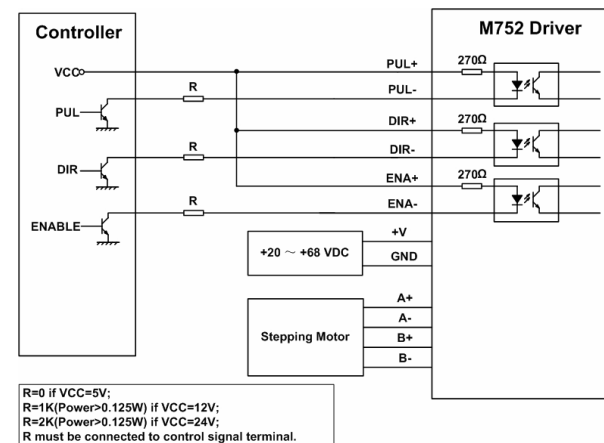 Controller
M752 Driver
VCC
PUL+
270Ω
R
PUL-
PUL
DIR+
270Ω
R
DIR-
DIR
ENA+
270Ω
R
ENA-
ENABLE
+V
+20 ～ +68 VDC
GND
A+
A-
Stepping Motor
B+
B-
R=0 if VCC=5V;
R=1K(Power>0.125W) if VCC=12V;
R=2K(Power>0.125W) if VCC=24V;
R must be connected to control signal terminal.